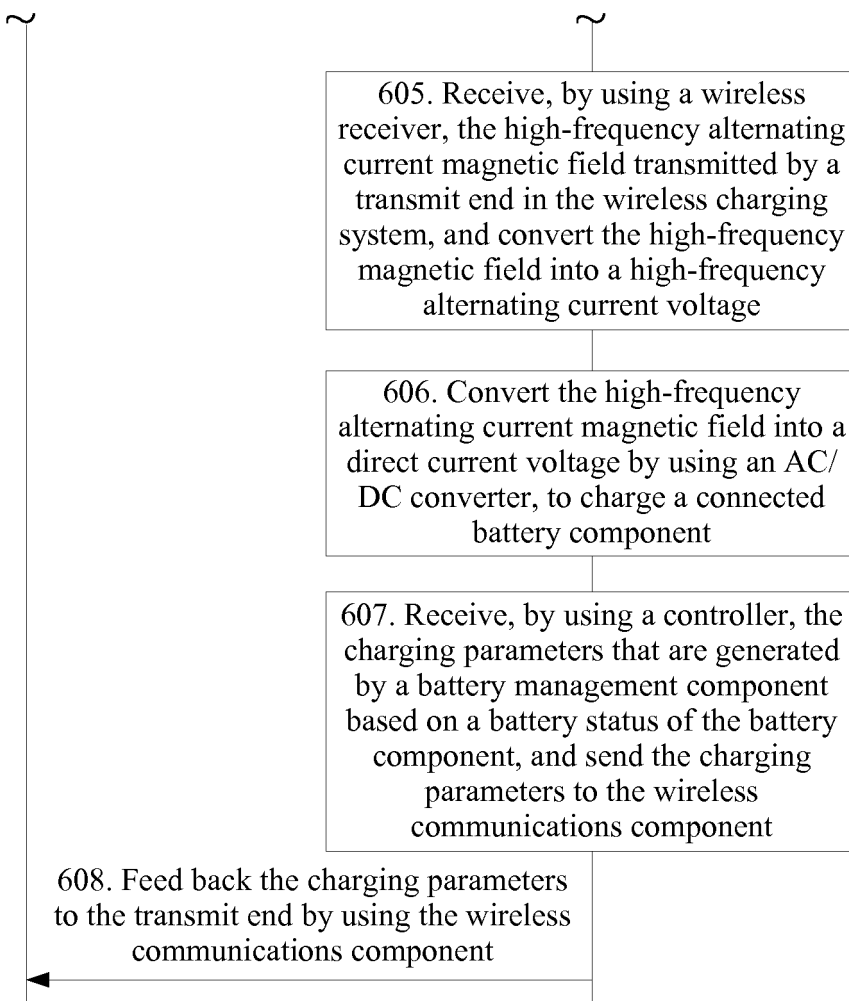 605. Receive, by using a wireless
receiver, the high-frequency alternating
current magnetic field transmitted by a
transmit end in the wireless charging
system, and convert the high-frequency
magnetic field into a high-frequency
alternating current voltage
606. Convert the high-frequency
alternating current magnetic field into a
direct current voltage by using an AC/
DC converter, to charge a connected
battery component
607. Receive, by using a controller, the
charging parameters that are generated
by a battery management component
based on a battery status of the battery
component, and send the charging
parameters to the wireless
communications component
608. Feed back the charging parameters
to the transmit end by using the wireless
communications component